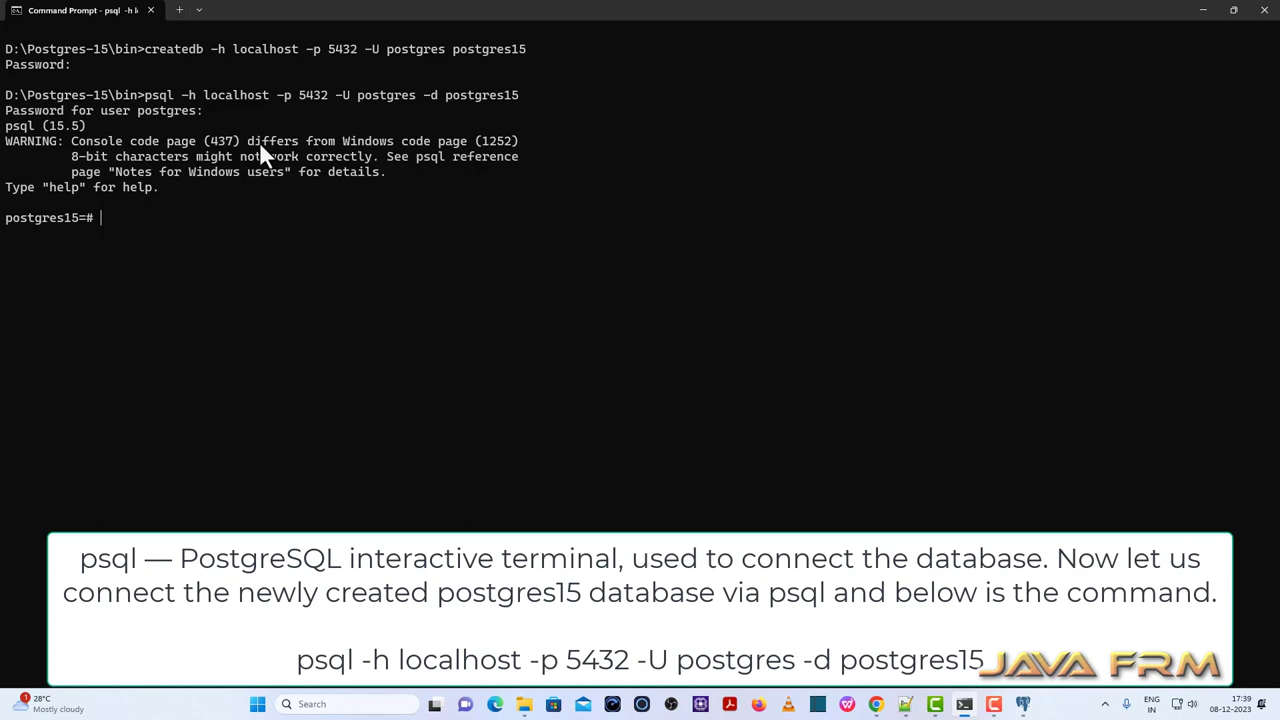 Command Prompt - psql -h l
D:\Postgres-15\bin>createdb -h localhost -p 5432 -U postgres postgres15
Password:
D:\Postgres-15\bin>psql -h localhost -p 5432 -U postgres -d postgres15
Password for user postgres:
psql (15.5)
WARNING: Console code page (437) differs from Windows code page (1252)
8-bit characters might not work correctly. See psql reference
page "Notes for Windows users" for details.
Type "help" for help.
postgres15=#
psql — PostgreSQL interactive terminal, used to connect the database. Now let us
connect the newly created postgres15 database via psql and below is the command.
psql -h localhost -p 5432 -U postgres -d postgres15
JAVA FRM
1
28°C
Mostly cloudy
Search
ENG
IN
17:39
08-12-2023